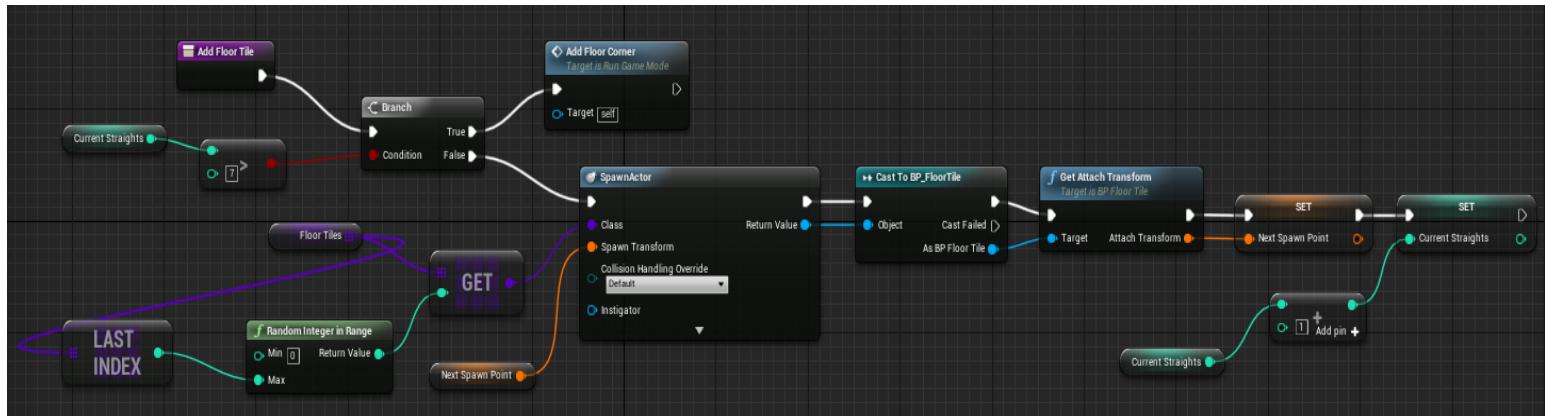 Add Floor Tile
Add Floor Corner
Target is Run Game Mode
Target self
Branch
True
Condition False
Current Straights
7 >
SpawnActor
Class Return Value
Spawn Transform
Collision Handling Override
Default
Instigator
Cast To BP_FloorTile
Object Cast Failed
As BP Floor Tile
Get Attach Transform
Target is BP Floor Tile
Target Attach Transform
SET
Next Spawn Point
SET
Current Straights
Floor Tiles
GET
LAST
INDEX
Random Integer in Range
Min 0 Return Value
Max
Next Spawn Point
+
1 Add pin +
Current Straights